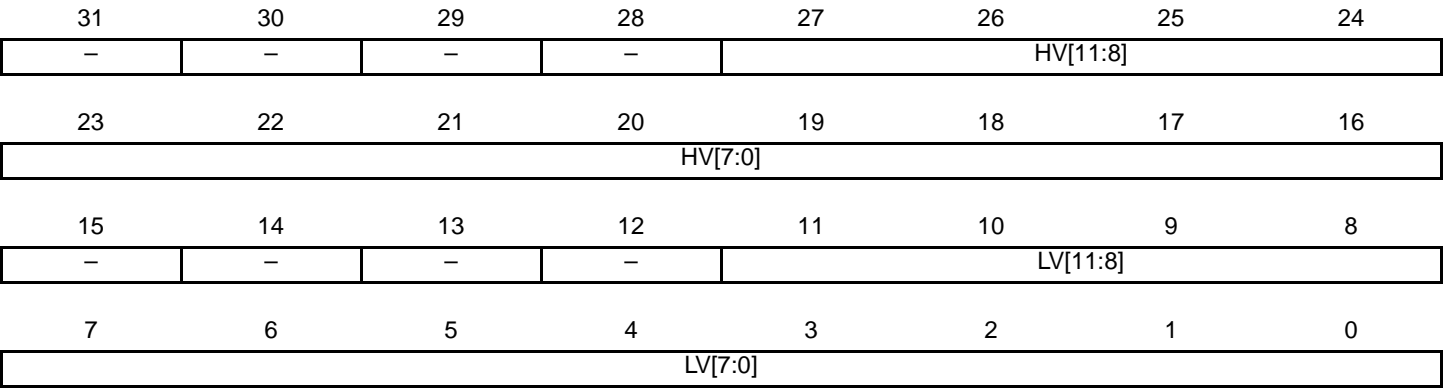 31 30 29 28 27 26 25 24
– – – – HV[11:8]
23 22 21 20 19 18 17 16
HV[7:0]
15 14 13 12 11 10 9 8
– – – – LV[11:8]
7 6 5 4 3 2 1 0
LV[7:0]